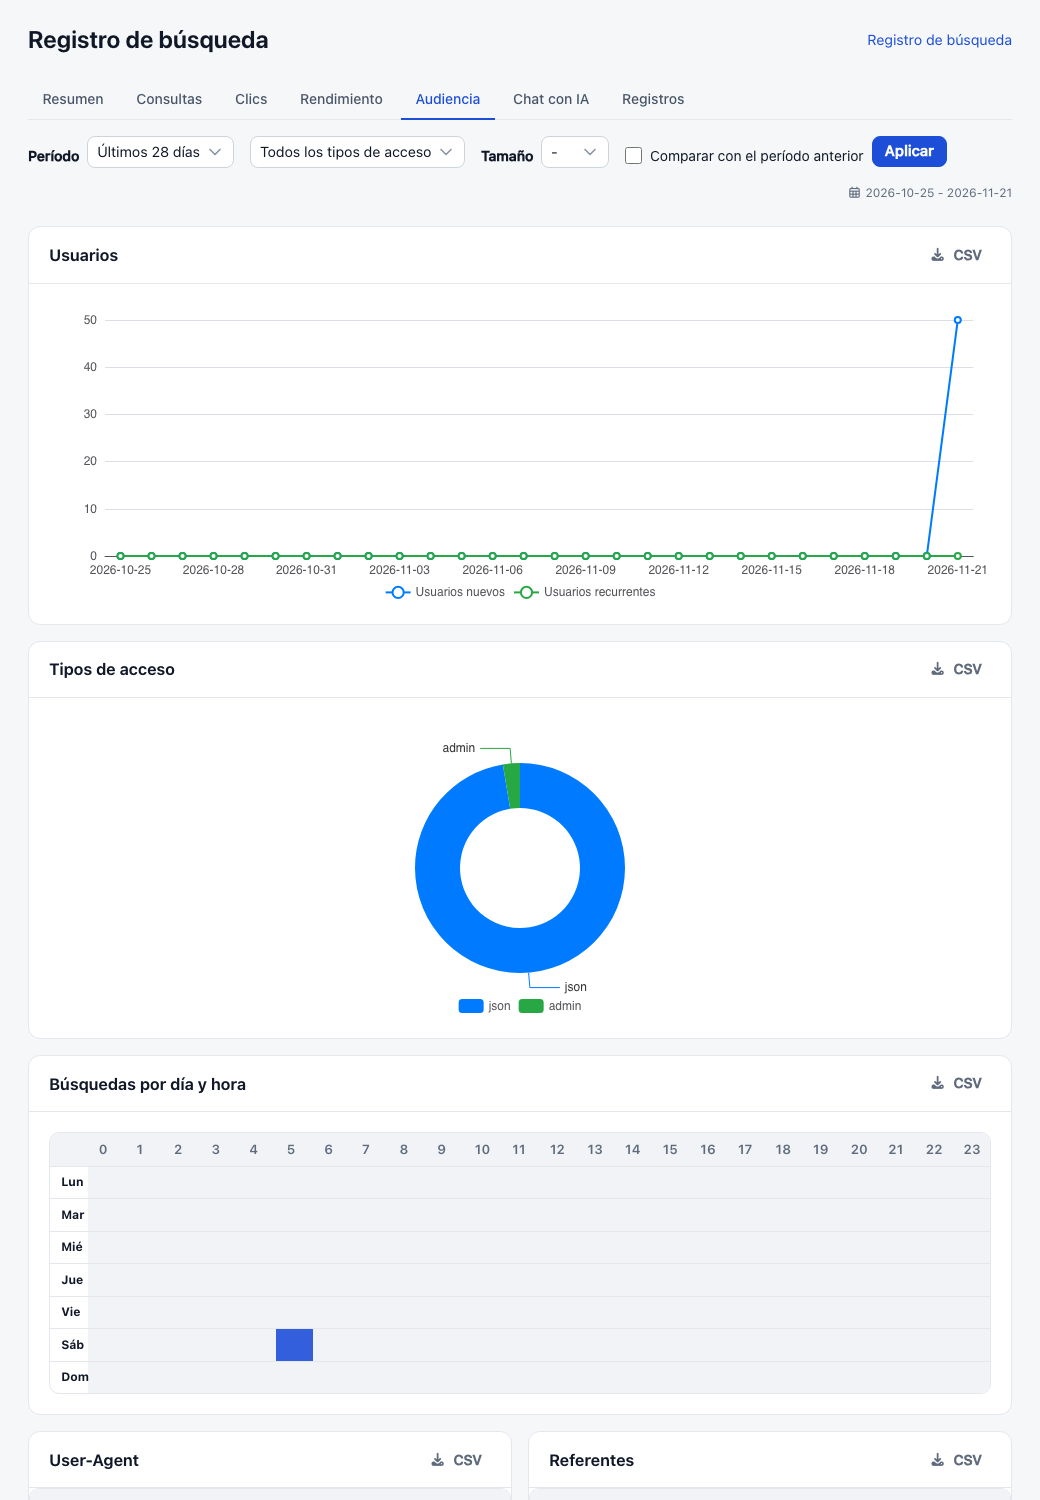 Registro de búsqueda
Registro de búsqueda
Resumen Consultas Clics Rendimiento Audiencia Chat con IA Registros
Período Últimos 28 días Todos los tipos de acceso Tamaño - Comparar con el período anterior Aplicar
2026-10-25 - 2026-11-21
Usuarios CSV
50
40
30
20
10
0
2026-10-25 2026-10-28 2026-10-31 2026-11-03 2026-11-06 2026-11-09 2026-11-12 2026-11-15 2026-11-18 2026-11-21
Usuarios nuevos Usuarios recurrentes
Tipos de acceso CSV
admin
json
json admin
Búsquedas por día y hora CSV
0 1 2 3 4 5 6 7 8 9 10 11 12 13 14 15 16 17 18 19 20 21 22 23
Lun
Mar
Mié
Jue
Vie
Sáb
Dom
User-Agent CSV
Referentes CSV